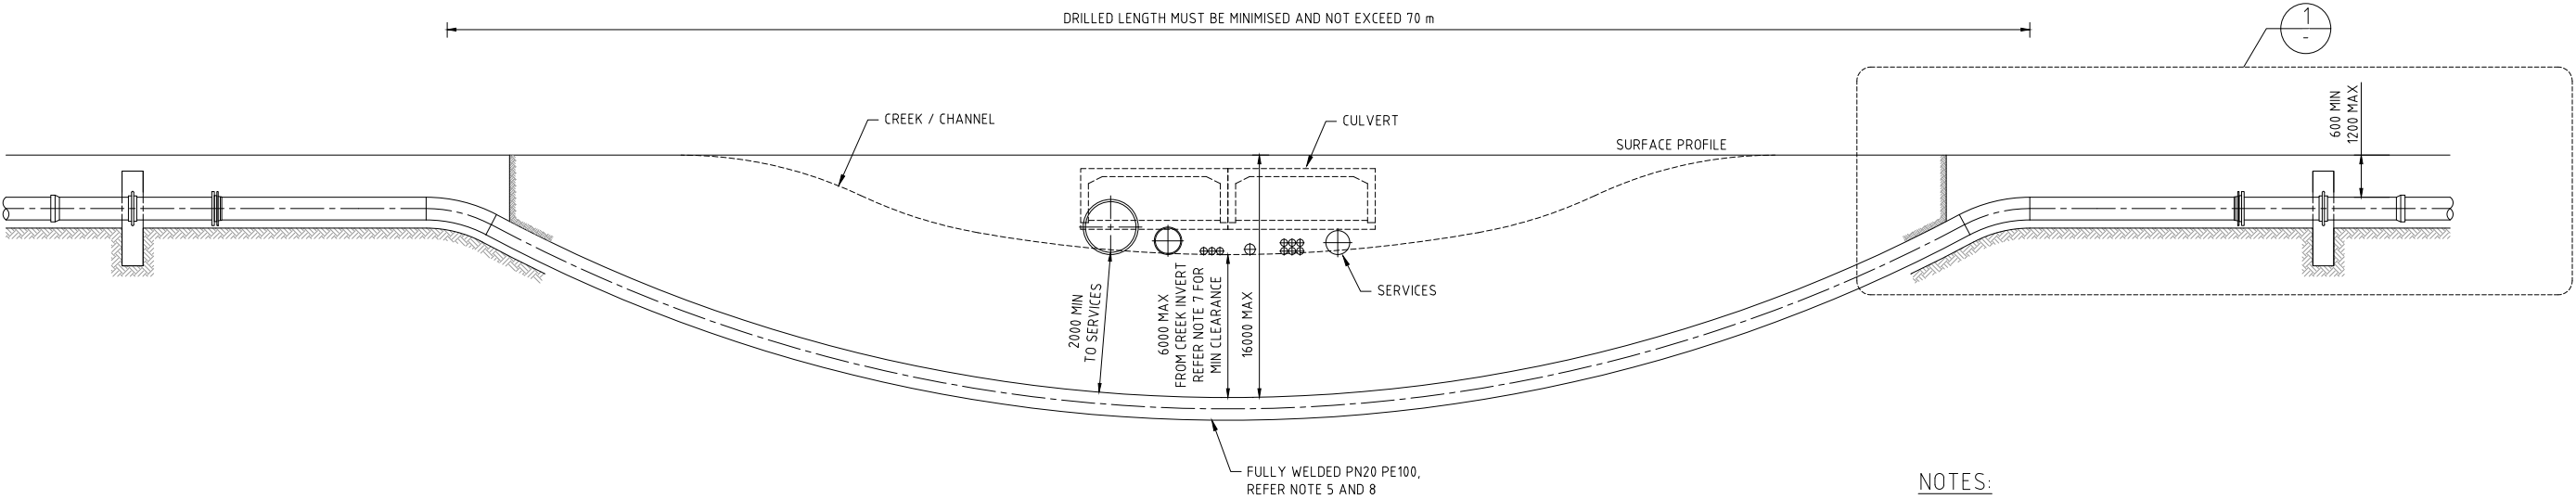 DRILLED LENGTH MUST BE MINIMISED AND NOT EXCEED 70 m
1
-
600 MIN
1200 MAX
CREEK / CHANNEL
CULVERT
SURFACE PROFILE
SERVICES
2000 MIN
TO SERVICES
6000 MAX
FROM CREEK INVERT
REFER NOTE 7 FOR
MIN CLEARANCE
16000 MAX
FULLY WELDED PN20 PE100,
REFER NOTE 5 AND 8
NOTES: